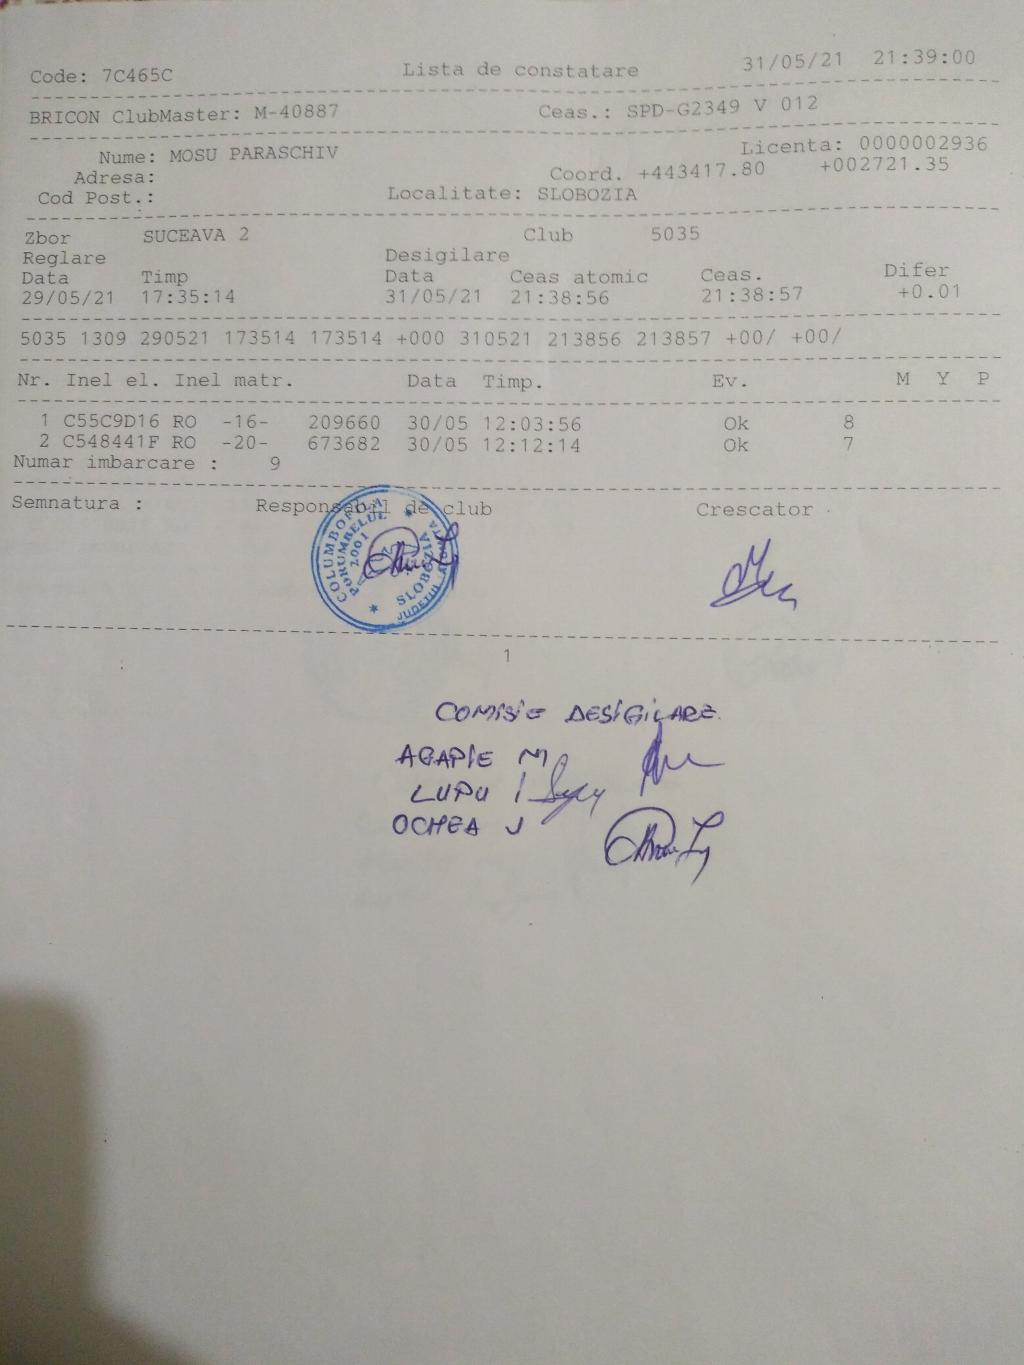 Code: 7C465C Lista de constatare 31/05/21 21:39:00
BRICON ClubMaster: M-40887 Ceas.: SPD-G2349 V 012
Nume: MOSU PARASCHIV Licenta: 0000002936
Adresa: Coord. +443417.80 +002721.35
Cod Post.: Localitate: SLOBOZIA
Zbor SUCEAVA 2 Club 5035
Reglare Desigilare
Data Timp Data Ceas atomic Ceas. Difer
29/05/21 17:35:14 31/05/21 21:38:56 21:38:57 +0.01
5035 1309 290521 173514 173514 +000 310521 213856 213857 +00/ +00/
Nr. Inel el. Inel matr. Data Timp. Ev. M Y P
1 C55C9D16 RO -16- 209660 30/05 12:03:56 Ok 8
2 C548441F RO -20- 673682 30/05 12:12:14 Ok 7
Numar imbarcare : 9
Semnatura : Responsabil de club Crescator
PORUMBELUL
2001
SLOBOZIA
JUDETUL
1
COMISIE DESIGILARE
AGAPIE M
LUPU I
OCHEA J